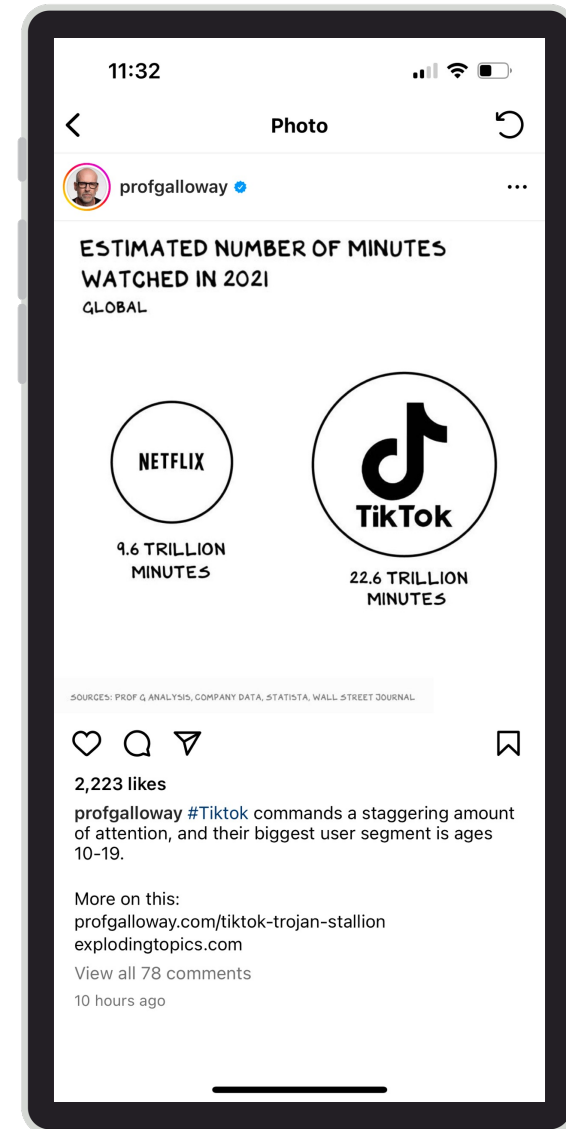 11:32
Photo
profgalloway
ESTIMATED NUMBER OF MINUTES
WATCHED IN 2021
GLOBAL
NETFLIX
9.6 TRILLION
MINUTES
TikTok
22.6 TRILLION
MINUTES
SOURCES: PROF G ANALYSIS, COMPANY DATA, STATISTA, WALL STREET JOURNAL
2,223 likes
profgalloway #Tiktok commands a staggering amount
of attention, and their biggest user segment is ages
10-19.
More on this:
profgalloway.com/tiktok-trojan-stallion
explodingtopics.com
View all 78 comments
10 hours ago